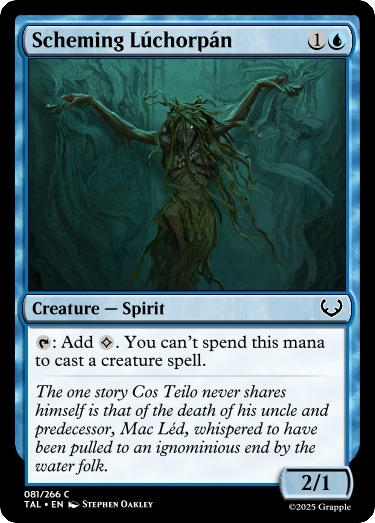 Scheming Lúchorpán 1
Creature — Spirit
: Add . You can't spend this mana
to cast a creature spell.
The one story Cos Teilo never shares
himself is that of the death of his uncle and
predecessor, Mac Léd, whispered to have
been pulled to an ignominious end by the
water folk.
2/1
081/266 C
TAL • EN Stephen Oakley
©2025 Grapple